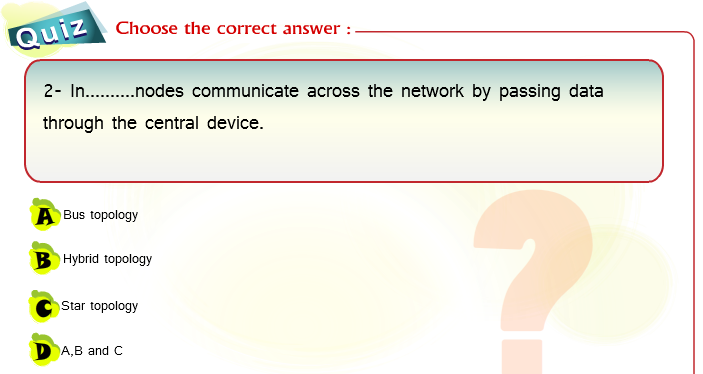 Quiz
Choose the correct answer :
2- In..........nodes communicate across the network by passing data
through the central device.
A Bus topology
B Hybrid topology
C Star topology
D A,B and C
?